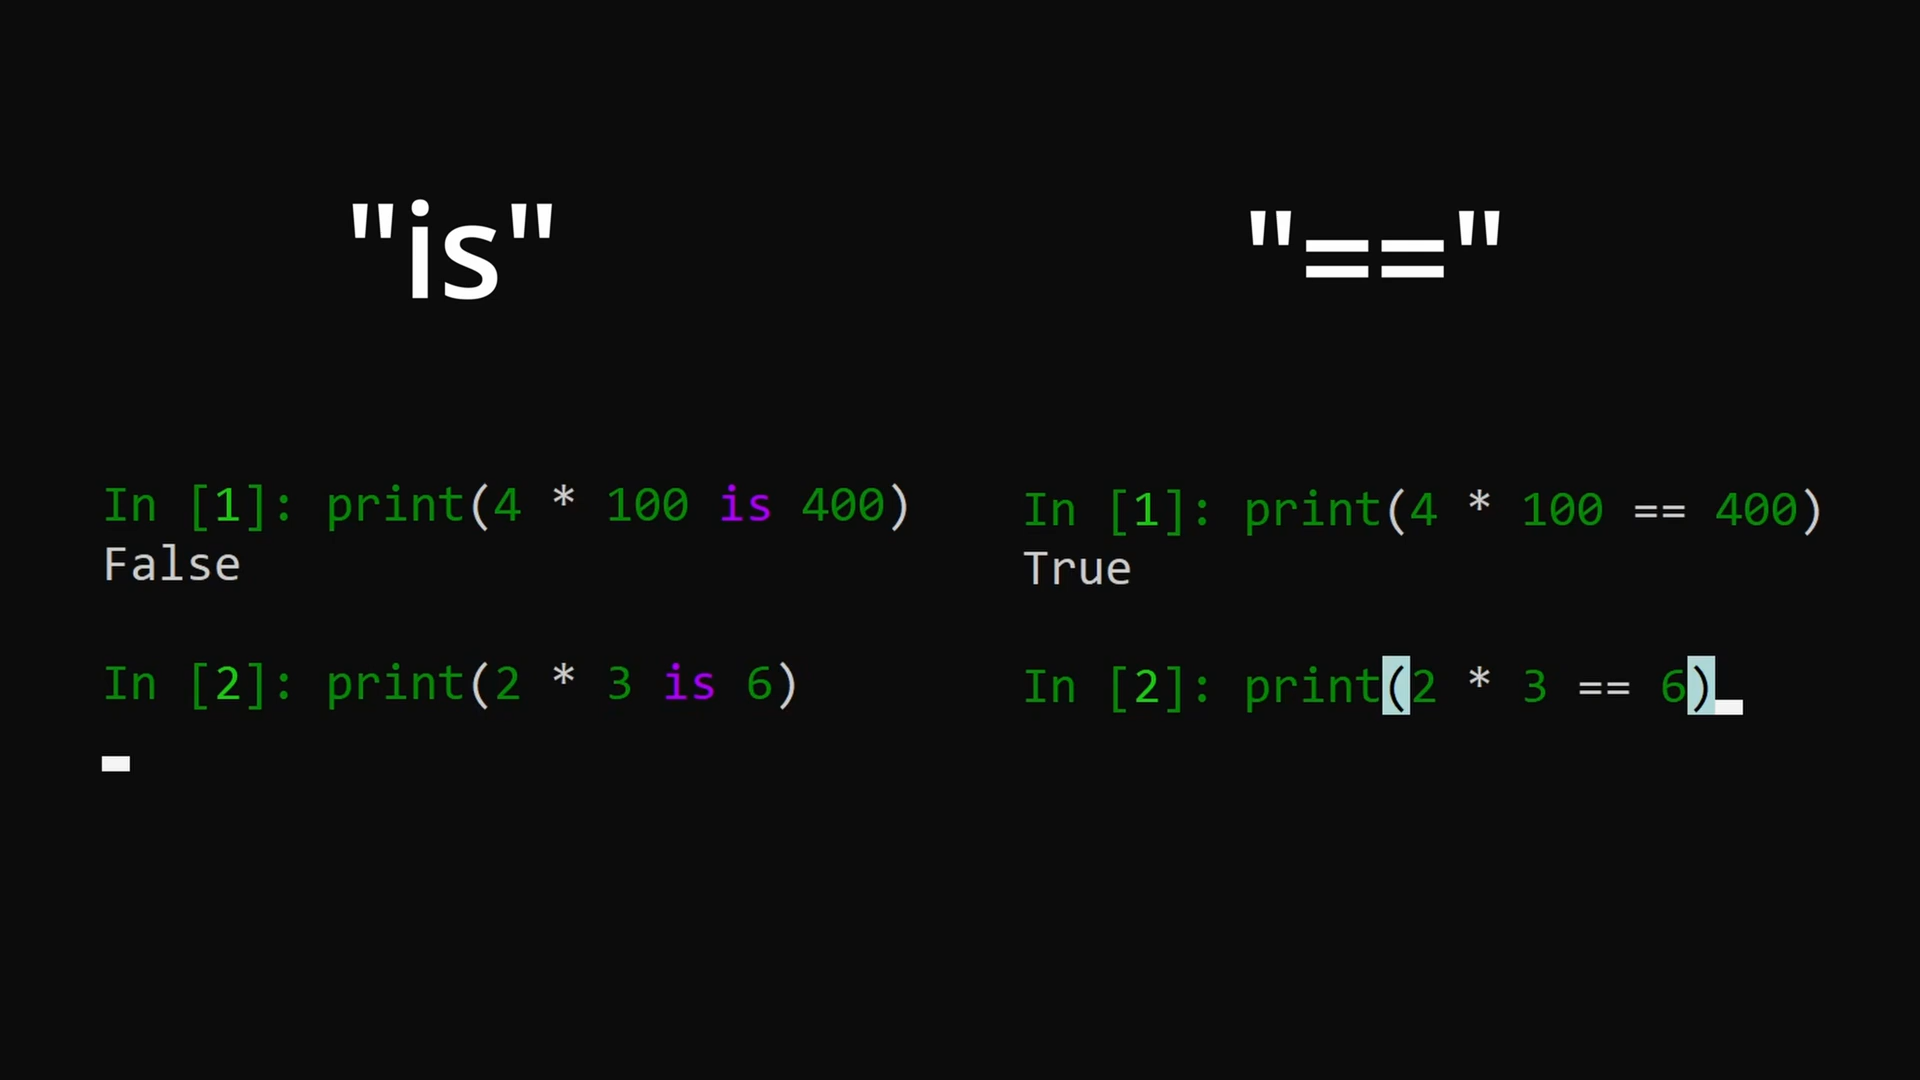 "is"
In [1]: print(4 * 100 is 400)
False
In [2]: print(2 * 3 is 6)
"=="
In [1]: print(4 * 100 == 400)
True
In [2]: print(2 * 3 == 6)